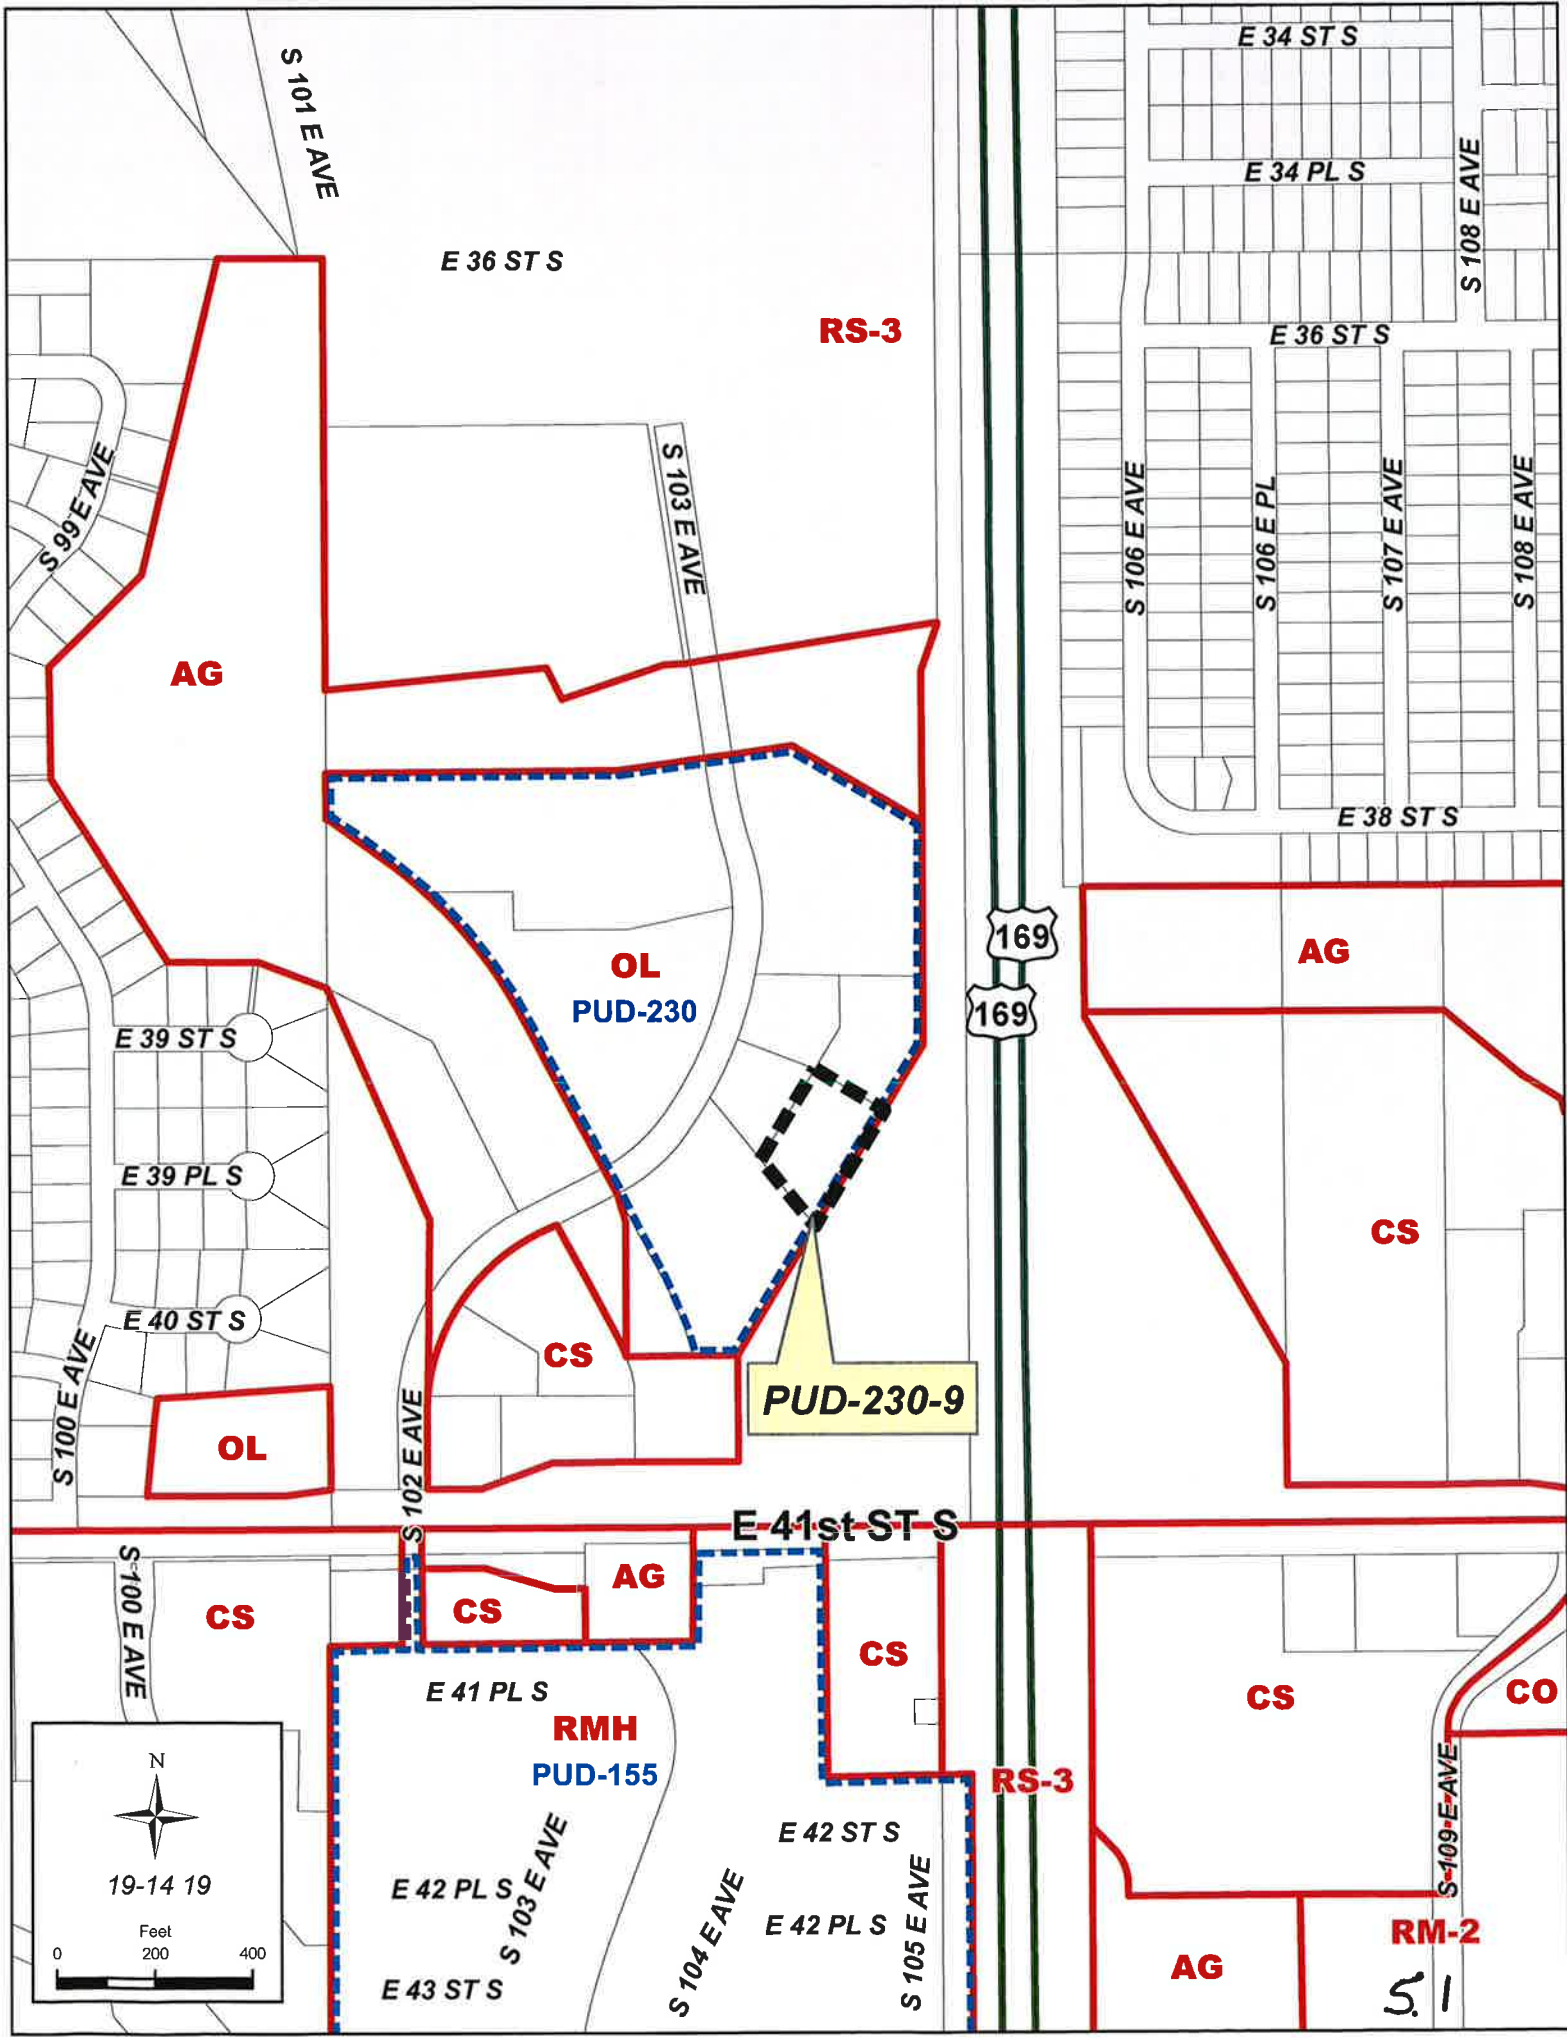 E 34 ST S
S 101 E AVE
E 34 PL S
S 108 E AVE
E 36 ST S
RS-3
E 36 ST S
S 99 E AVE
S 103 E AVE
S 106 E AVE
S 106 E PL
S 107 E AVE
S 108 E AVE
AG
E 38 ST S
169
AG
OL
PUD-230
169
E 39 ST S
E 39 PL S
CS
E 40 ST S
CS
S 100 E AVE
PUD-230-9
OL
S 102 E AVE
E 41st ST S
S 100 E AVE
AG
CS
CS
CS
E 41 PL S
RMH
PUD-155
CS
CO
RS-3
N
S 109 E AVE
E 42 ST S
19-14 19
E 42 PL S
S 103 E AVE
S 104 E AVE
E 42 PL S
S 105 E AVE
RM-2
Feet
0 200 400
AG
E 43 ST S
5.1